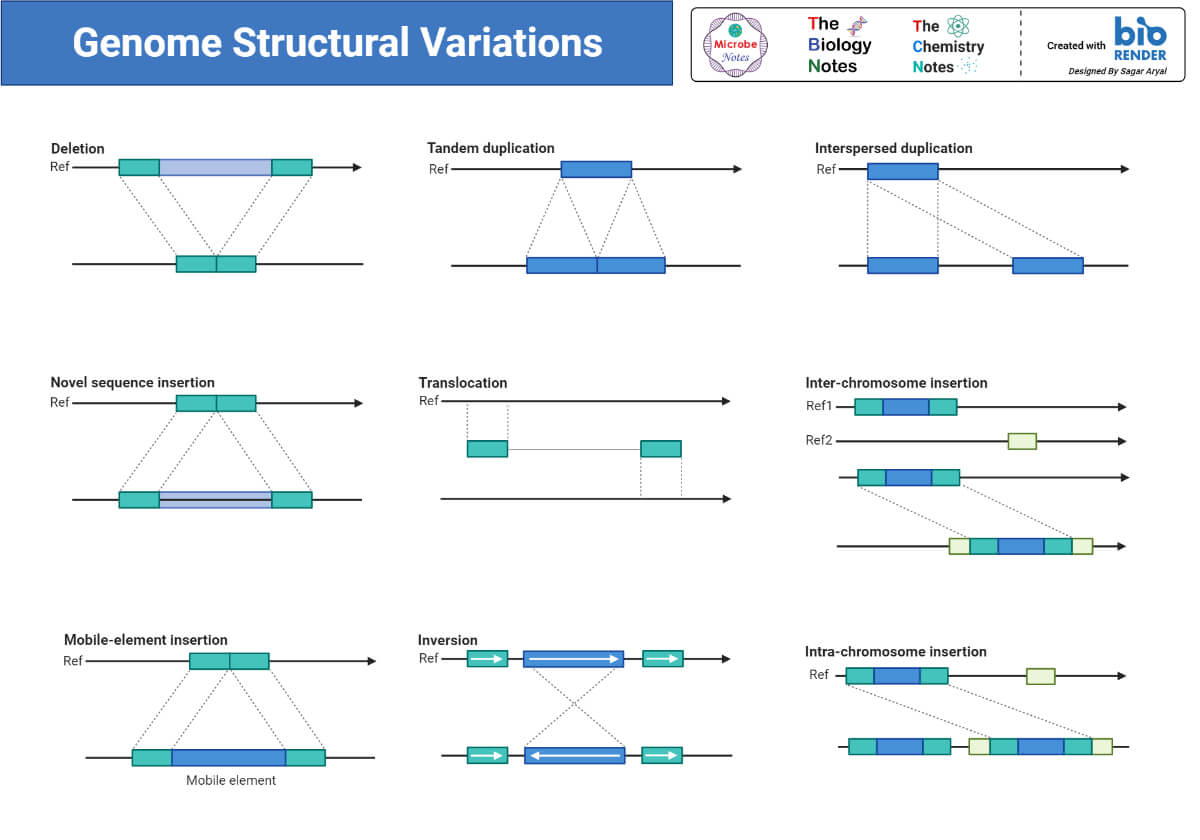 Genome Structural Variations
Microbe
Notes
The
Biology
Notes
The
Chemistry
Notes
Created with
bio
RENDER
Designed By Sagar Aryal
Deletion
Ref
Tandem duplication
Ref
Interspersed duplication
Ref
Novel sequence insertion
Ref
Translocation
Ref
Inter-chromosome insertion
Ref1
Ref2
Mobile-element insertion
Ref
Mobile element
Inversion
Ref
Intra-chromosome insertion
Ref